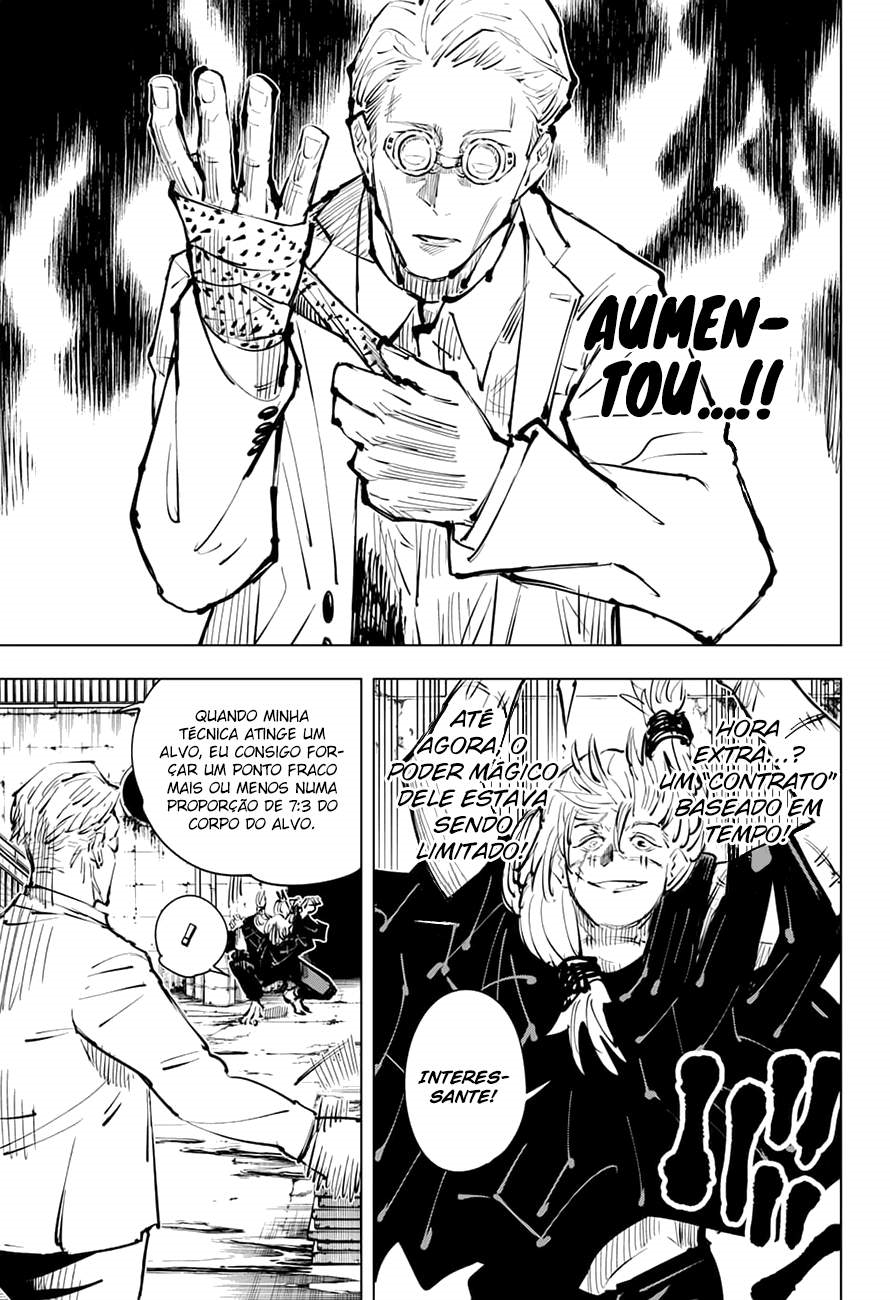 AUMEN-
TOU...!!
HORA
EXTRA...?
UM “CONTRATO”
BASEADO EM
TEMPO!
ATÉ
AGORA, O
PODER MÁGICO
DELE ESTAVA
SENDO
LIMITADO!
INTERES-
SANTE!
QUANDO MINHA
TÉCNICA ATINGE UM
ALVO, EU CONSIGO FOR-
ÇAR UM PONTO FRACO
MAIS OU MENOS NUMA
PROPORÇÃO DE 7:3 DO
CORPO DO ALVO.